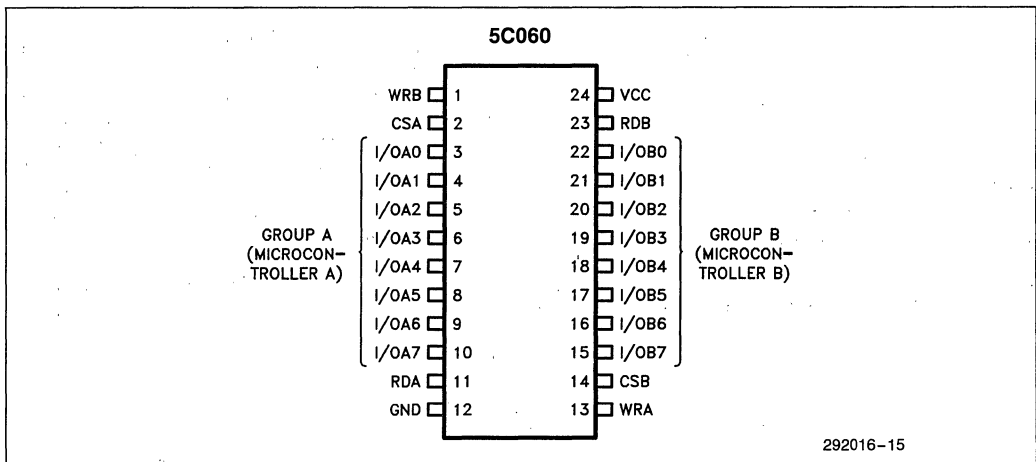 5C060
WRB 1 24 VCC
CSA 2 23 RDB
I/OA0 3 22 I/OB0
I/OA1 4 21 I/OB1
I/OA2 5 20 I/OB2
I/OA3 6 19 I/OB3
I/OA4 7 18 I/OB4
I/OA5 8 17 I/OB5
I/OA6 9 16 I/OB6
I/OA7 10 15 I/OB7
RDA 11 14 CSB
GND 12 13 WRA
GROUP A
(MICROCON-
TROLLER A)
GROUP B
(MICROCON-
TROLLER B)
292016-15